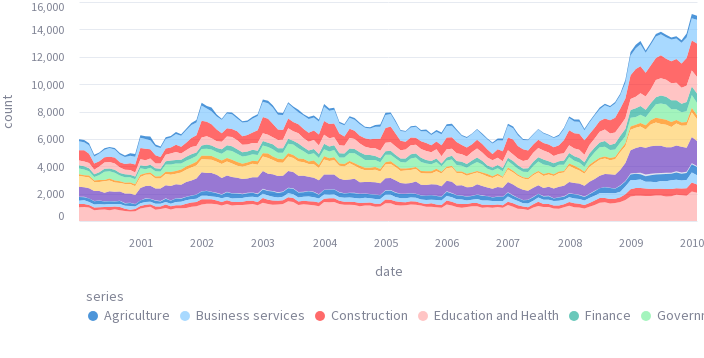 16,000
14,000
12,000
10,000
8,000
6,000
4,000
2,000
0
count
2001 2002 2003 2004 2005 2006 2007 2008 2009 2010
date
series
Agriculture Business services Construction Education and Health Finance